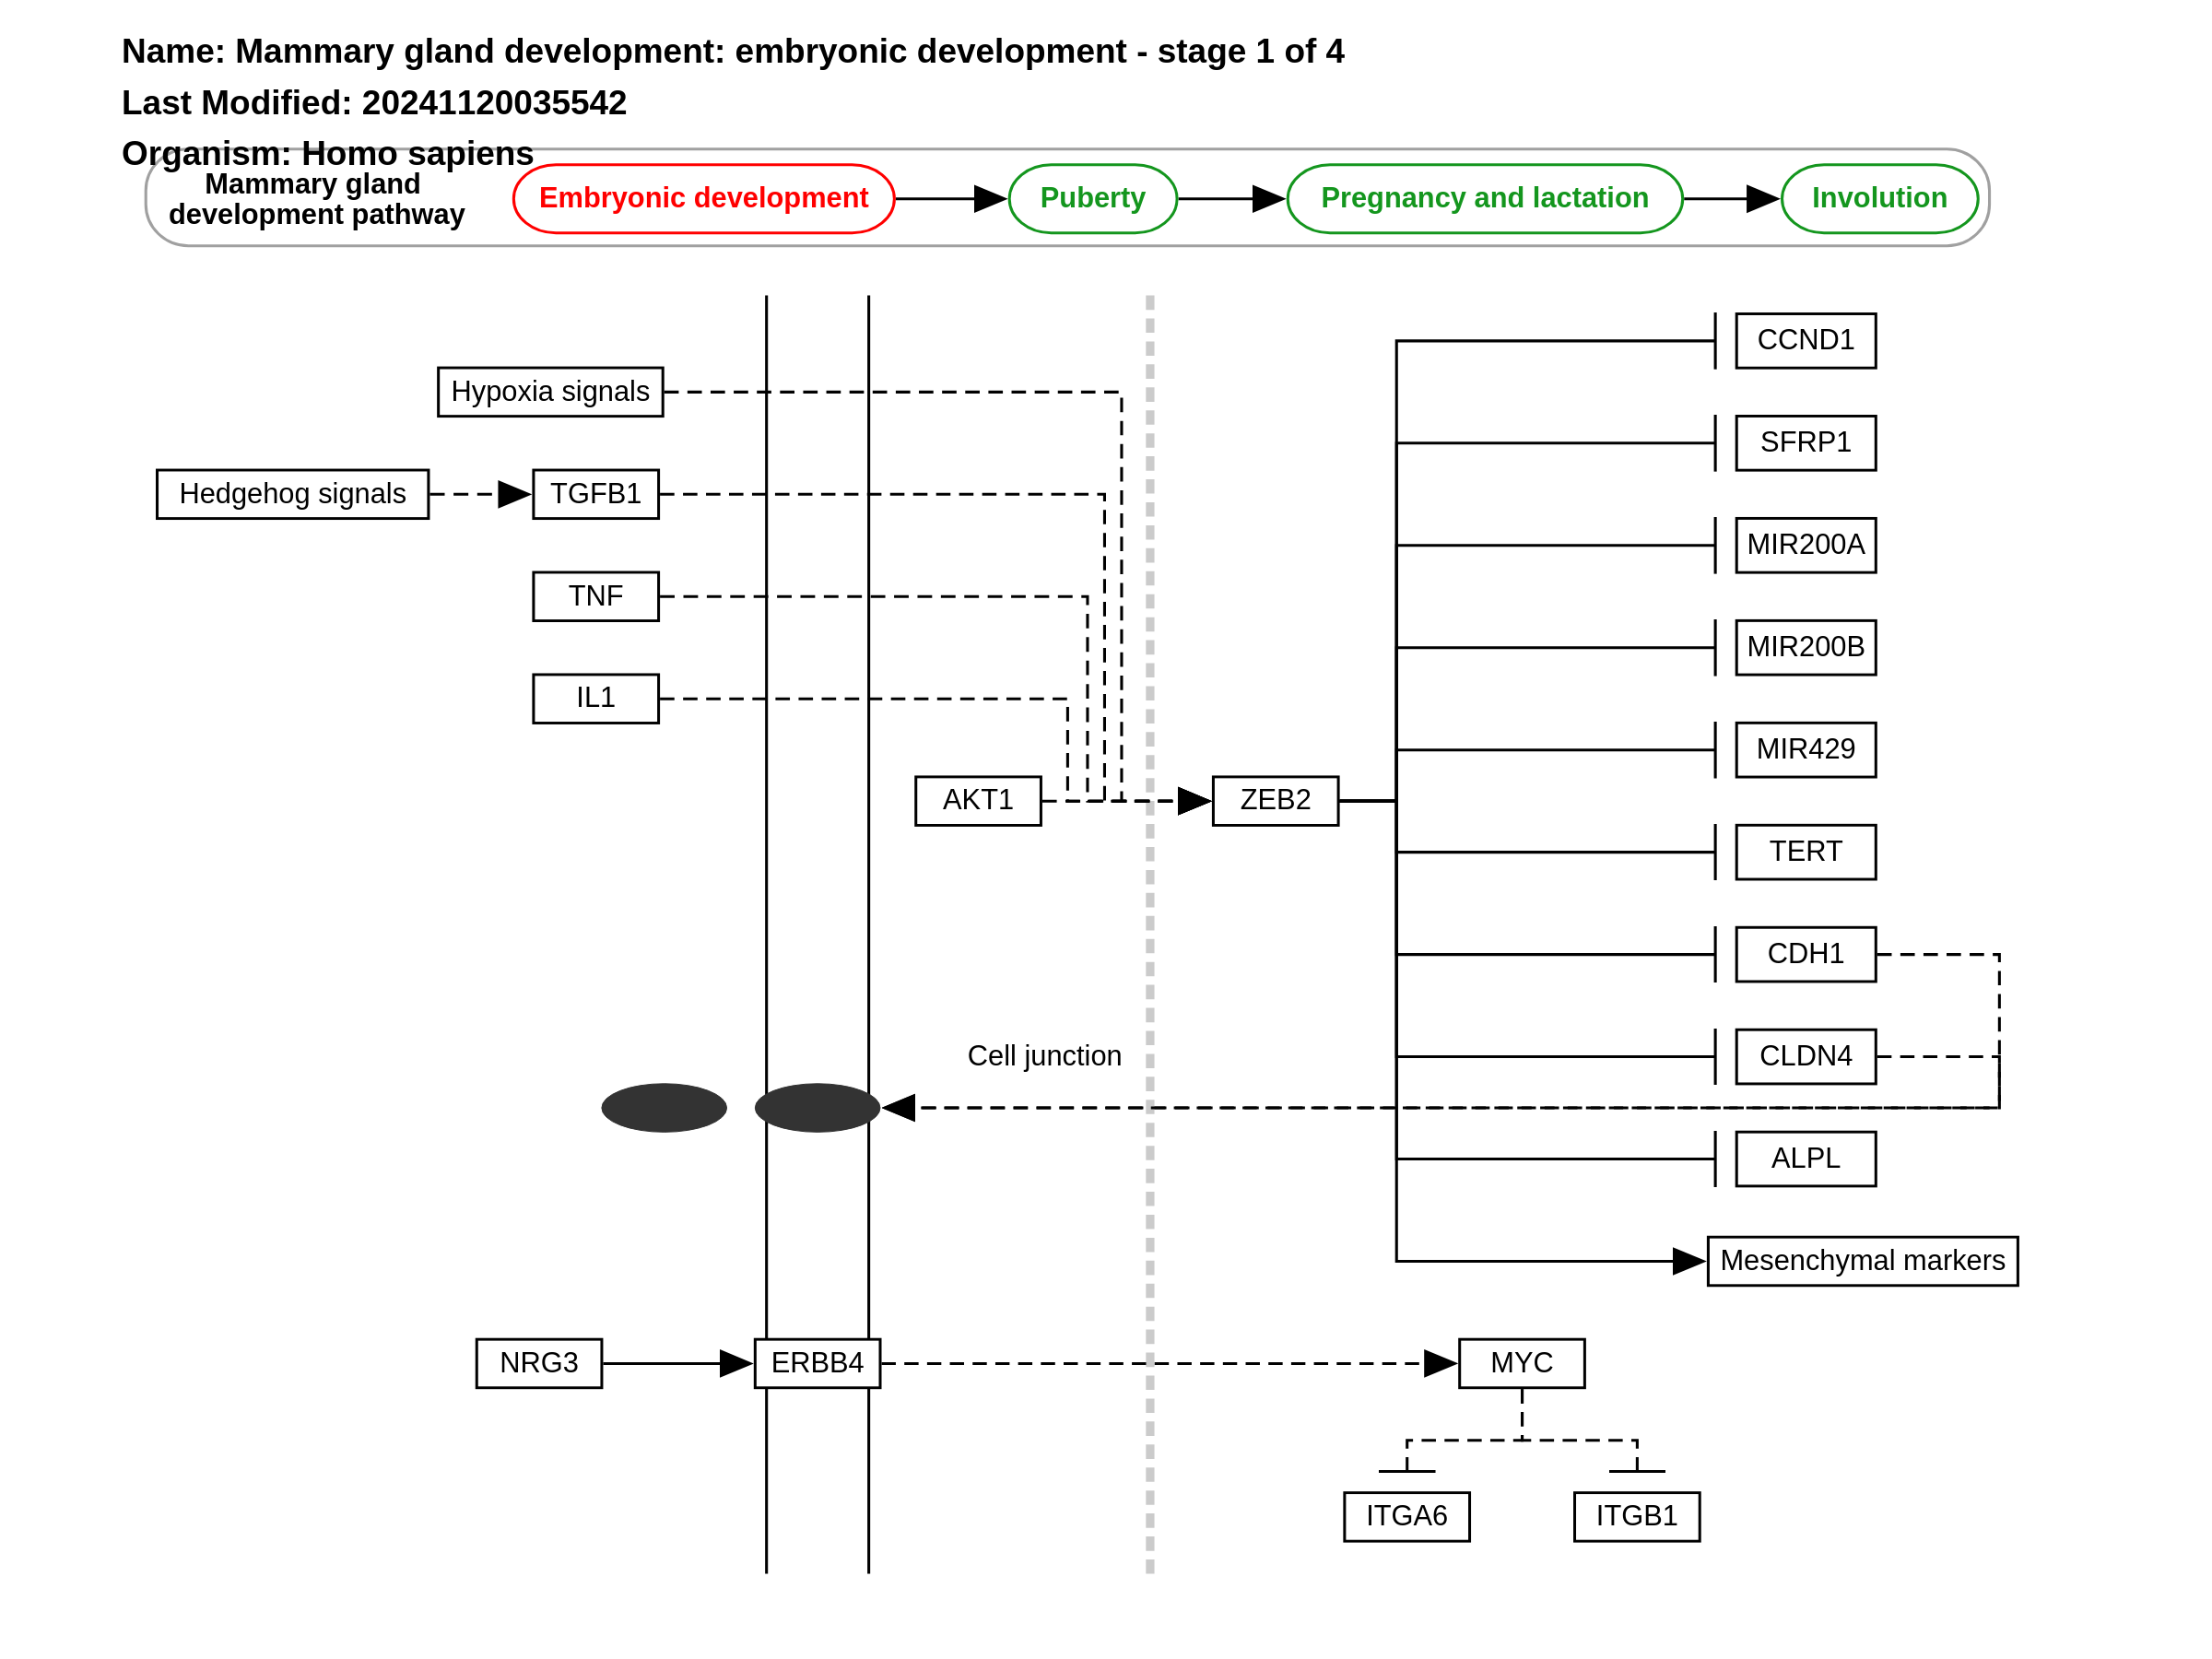 Name: Mammary gland development: embryonic development - stage 1 of 4
Last Modified: 20241120035542
Organism: Homo sapiens
Mammary gland
development pathway
Embryonic development
Puberty
Pregnancy and lactation
Involution
CCND1
Hypoxia signals
SFRP1
Hedgehog signals
TGFB1
MIR200A
TNF
MIR200B
IL1
MIR429
AKT1
ZEB2
TERT
CDH1
Cell junction
CLDN4
ALPL
Mesenchymal markers
NRG3
ERBB4
MYC
ITGA6
ITGB1